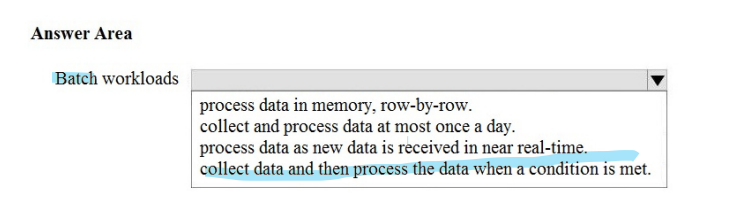 Answer Area
Batch workloads
process data in memory, row-by-row.
collect and process data at most once a day.
process data as new data is received in near real-time.
collect data and then process the data when a condition is met.